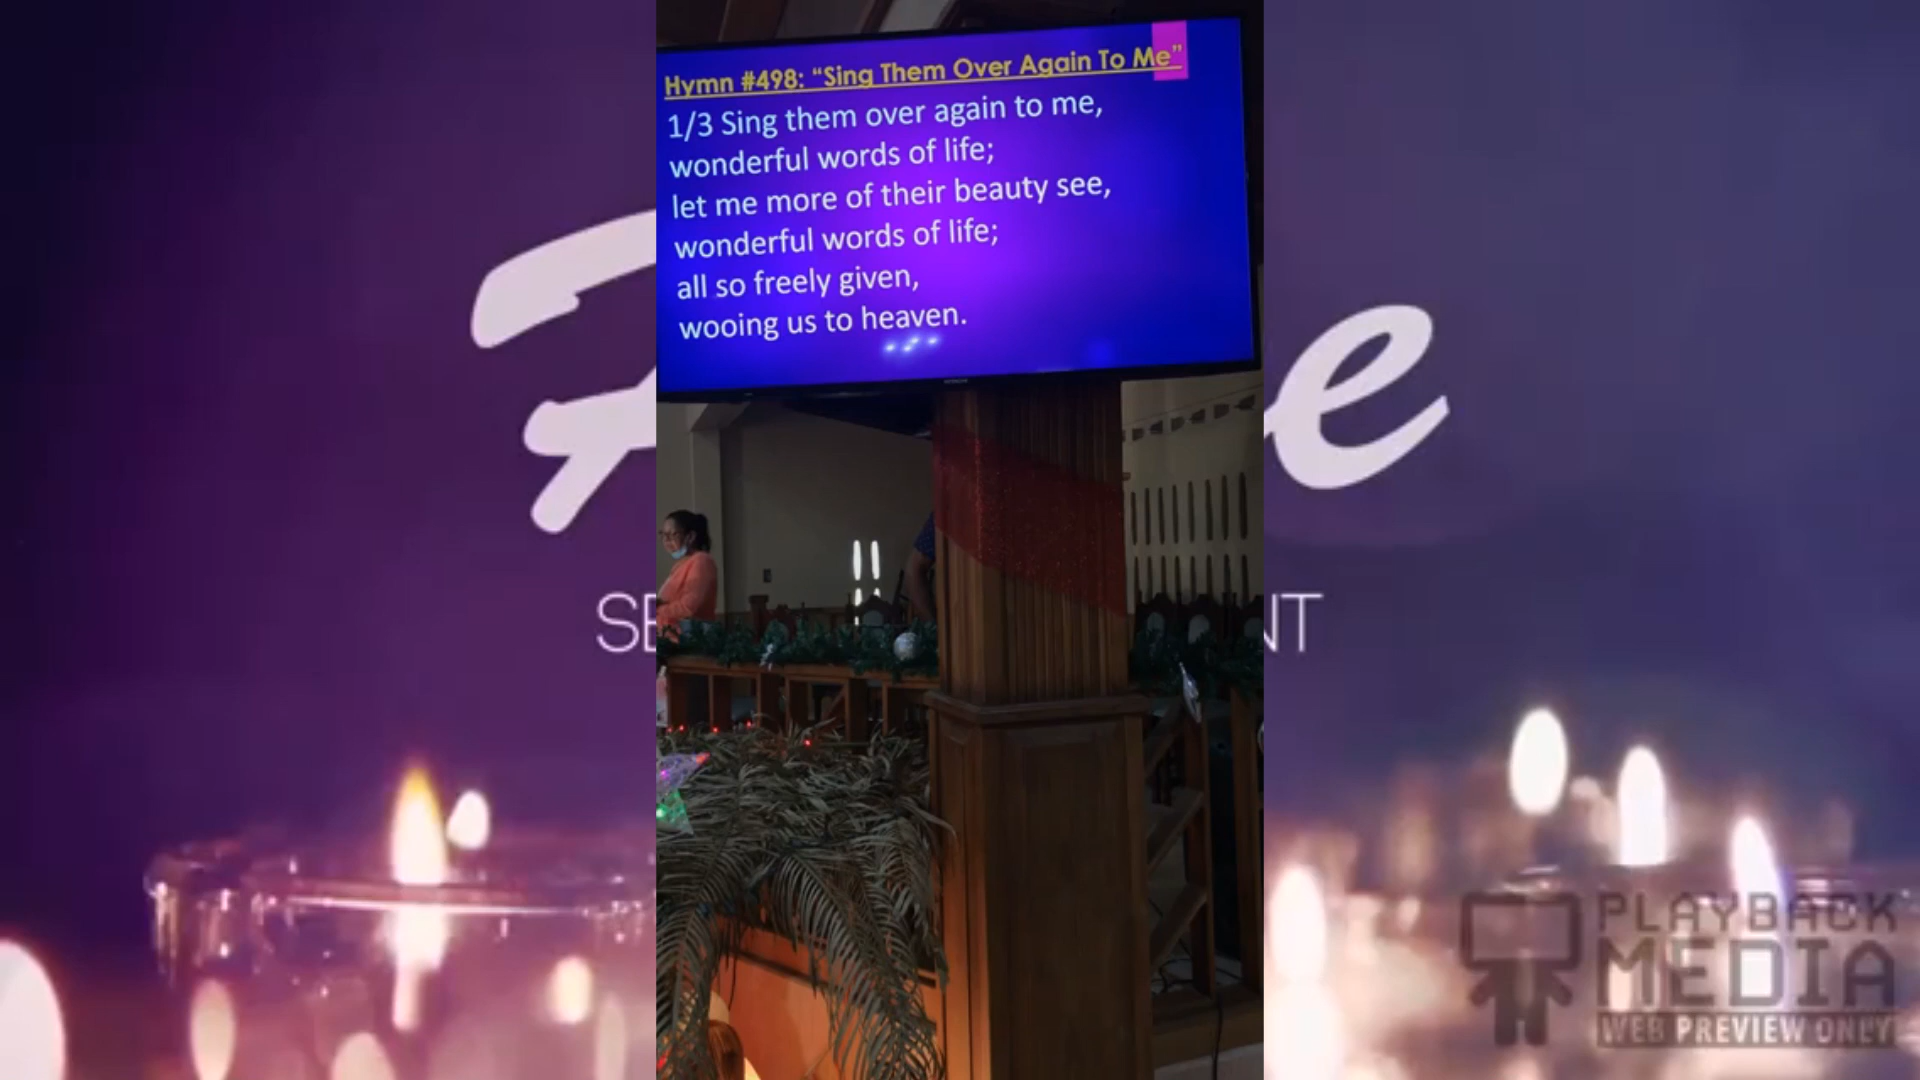 Hymn #498: “Sing Them Over Again To Me”
1/3 Sing them over again to me,
wonderful words of life;
let me more of their beauty see,
wonderful words of life;
all so freely given,
wooing us to heaven.
HITACHI
PLAYBACK
MEDIA
WEB PREVIEW ONLY